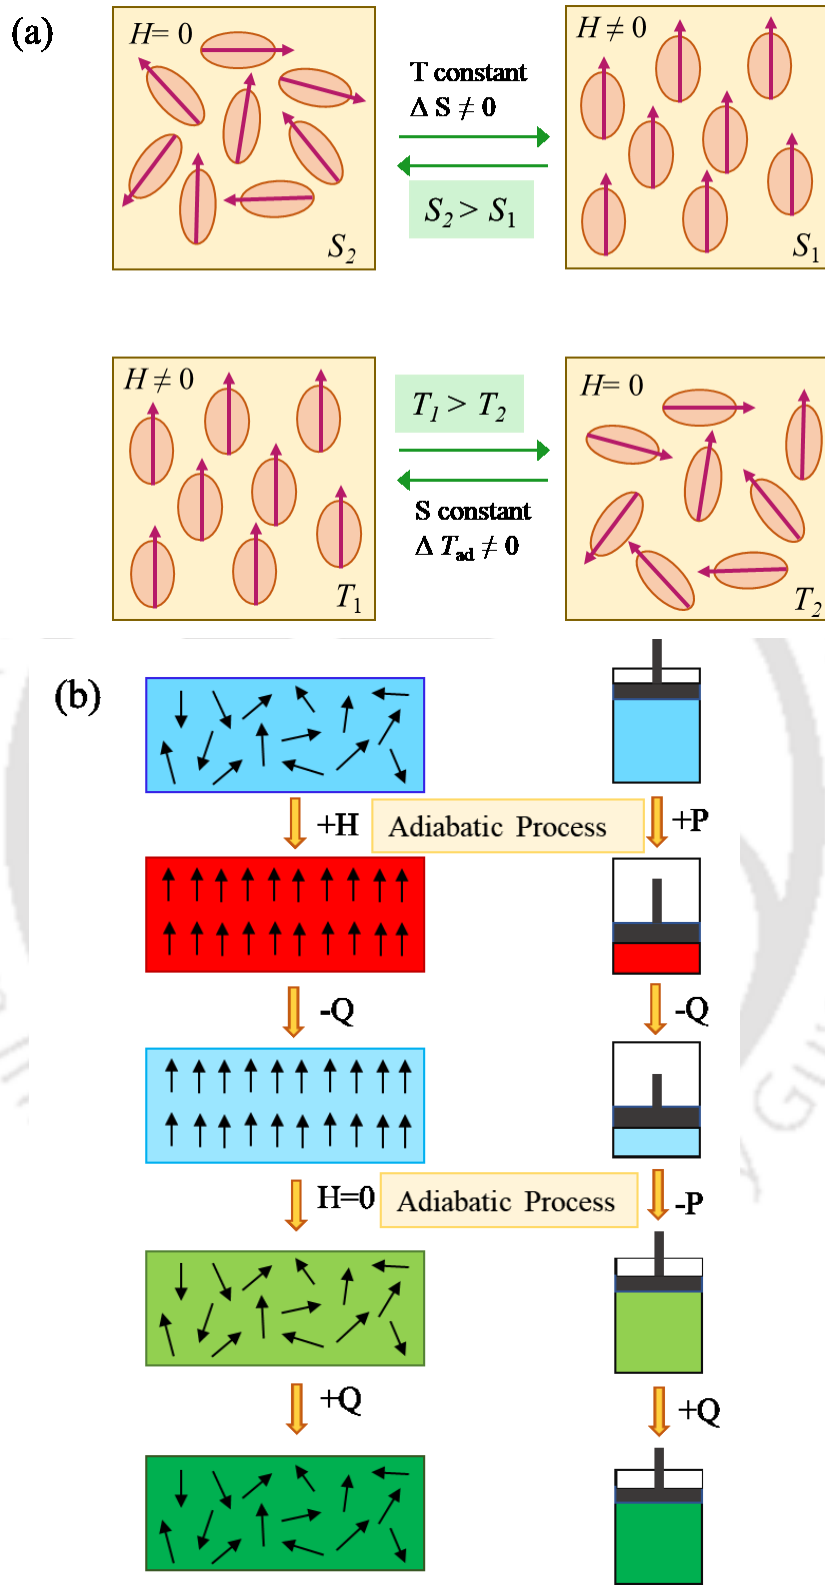 (a)
H= 0
S2
T constant
Δ S ≠ 0
S2 > S1
H ≠ 0
S1
H ≠ 0
T1
T1 > T2
S constant
Δ Tad ≠ 0
H= 0
T2
(b)
+H
Adiabatic Process
+P
-Q
-Q
H=0
Adiabatic Process
-P
+Q
+Q